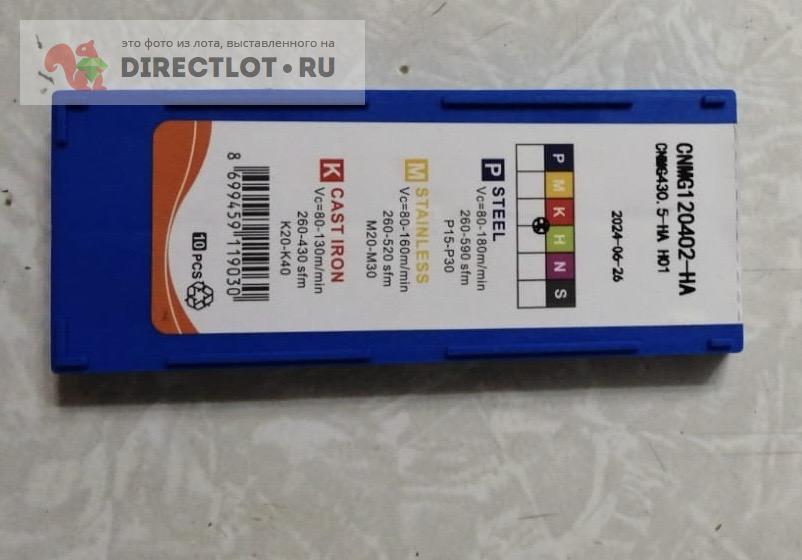 это фото из лота, выставленного на
DIRECTLOT.RU
CNMG120402-HA
CNMG430.5-HA H01
2024-06-26
P M K H N S
P STEEL
Vc=80-180m/min
260-590 sfm
P15-P30
M STAINLESS
Vc=80-160m/min
260-520 sfm
M20-M30
K CAST IRON
Vc=80-130m/min
260-430 sfm
K20-K40
8 699459 119030
10 PCS